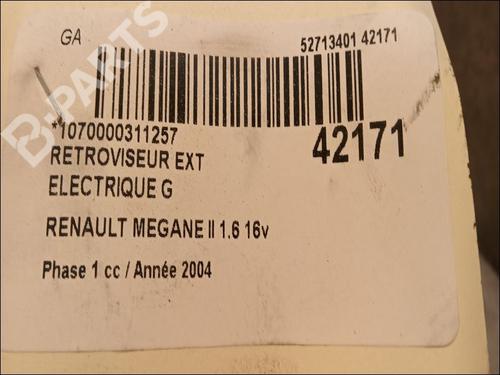 GA
52713401 42171
B-PARTS
*1070000311257
42171
RETROVISEUR EXT
ELECTRIQUE G
RENAULT MEGANE II 1.6 16v
Phase 1 cc / Année 2004